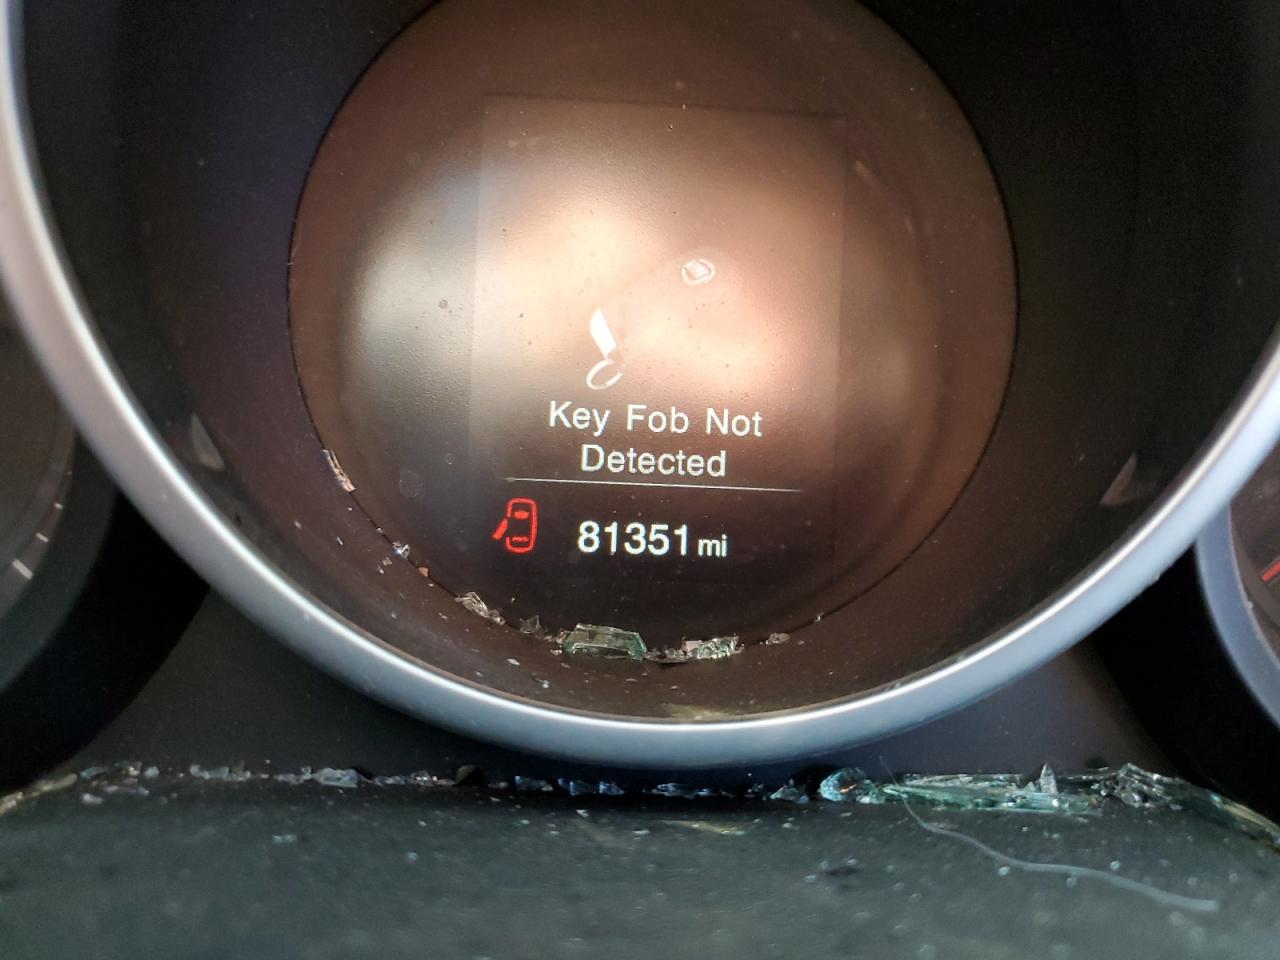 Key Fob Not
Detected
81351 mi